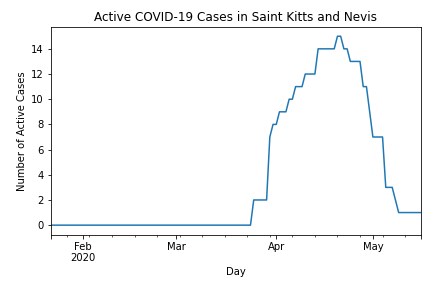 Active COVID-19 Cases in Saint Kitts and Nevis
Number of Active Cases
14
12
10
8
6
4
2
0
Feb Mar Apr May
2020
Day